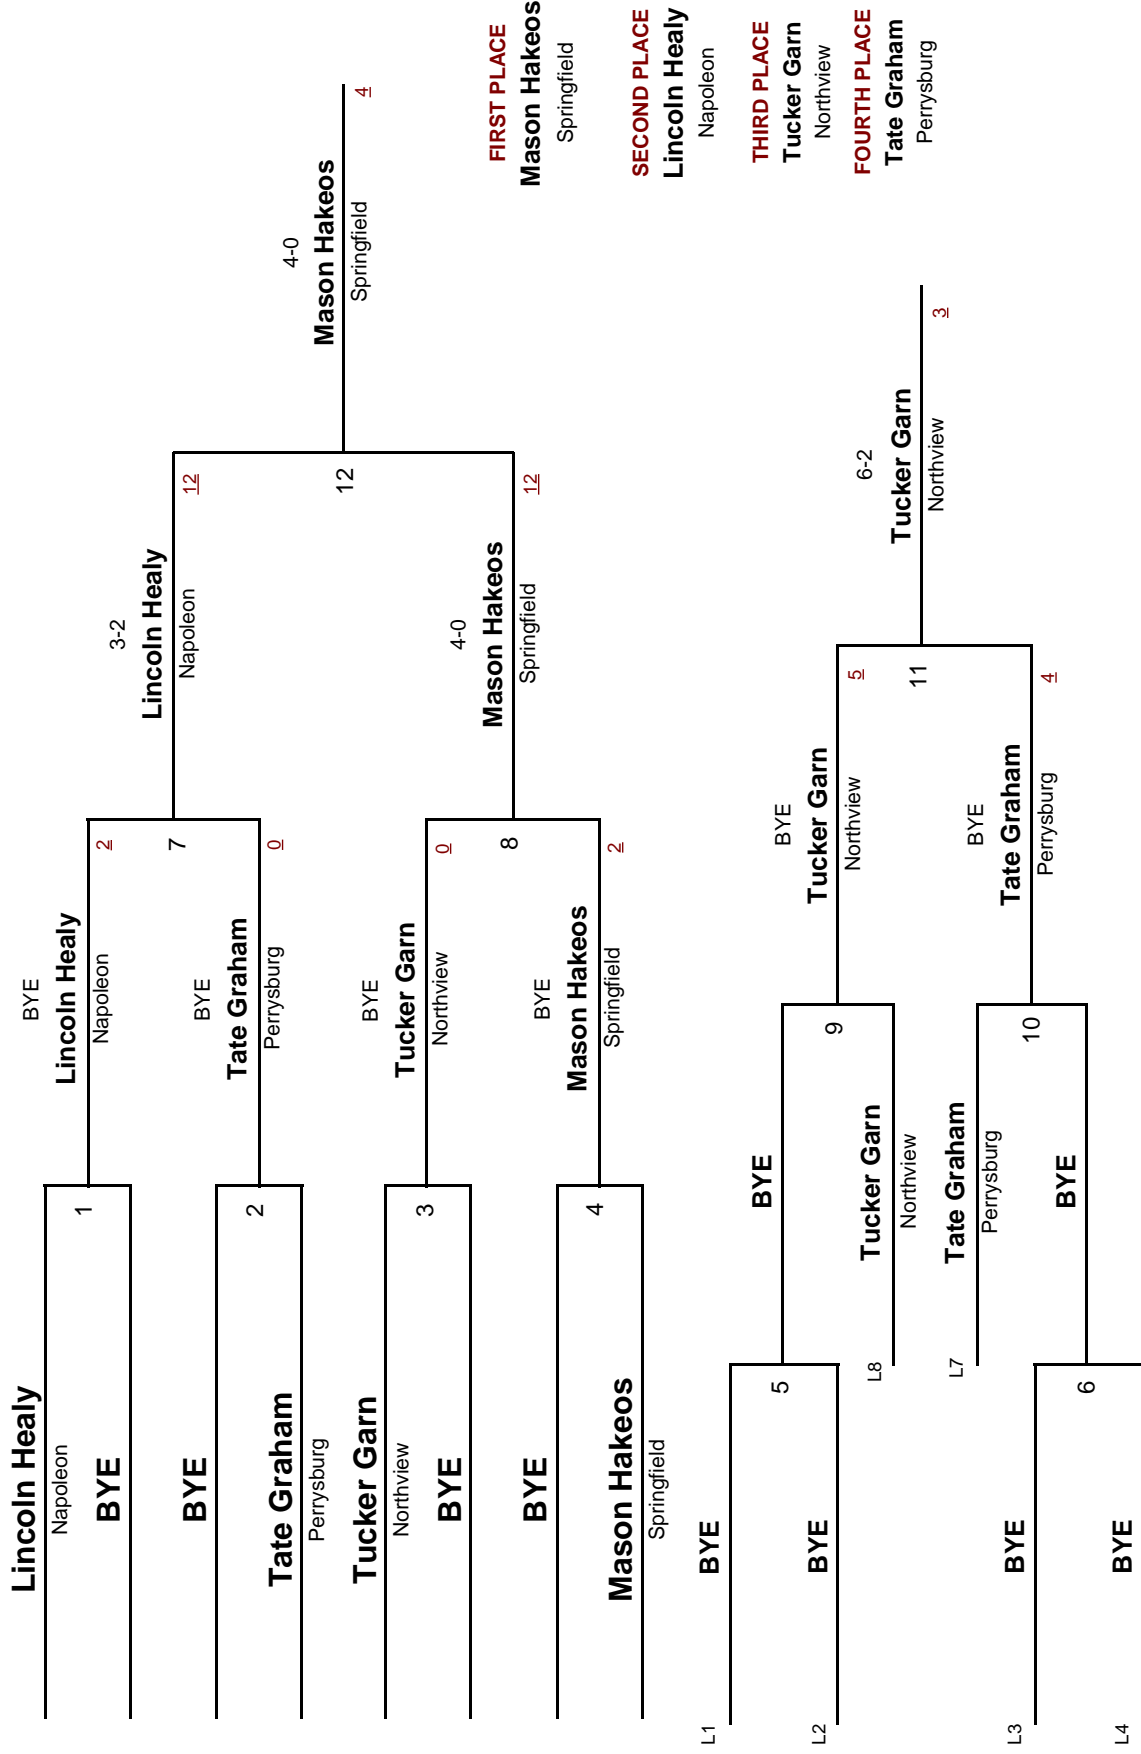 Lincoln Healy
Napoleon
BYE
1
BYE
Lincoln Healy
Napoleon
2
BYE
Tate Graham
Perrysburg
2
BYE
Tate Graham
Perrysburg
0
7
3-2
Lincoln Healy
Napoleon
12
Tucker Garn
Northview
BYE
3
BYE
Tucker Garn
Northview
0
BYE
Mason Hakeos
Springfield
4
BYE
Mason Hakeos
Springfield
2
8
4-0
Mason Hakeos
Springfield
12
12
4-0
Mason Hakeos
Springfield
4
FIRST PLACE
Mason Hakeos
Springfield
SECOND PLACE
Lincoln Healy
Napoleon
THIRD PLACE
Tucker Garn
Northview
FOURTH PLACE
Tate Graham
Perrysburg
L1
BYE
L2
BYE
5
BYE
L8
Tucker Garn
Northview
9
BYE
Tucker Garn
Northview
5
L7
Tate Graham
Perrysburg
L3
BYE
L4
BYE
6
BYE
10
BYE
Tate Graham
Perrysburg
4
11
6-2
Tucker Garn
Northview
3